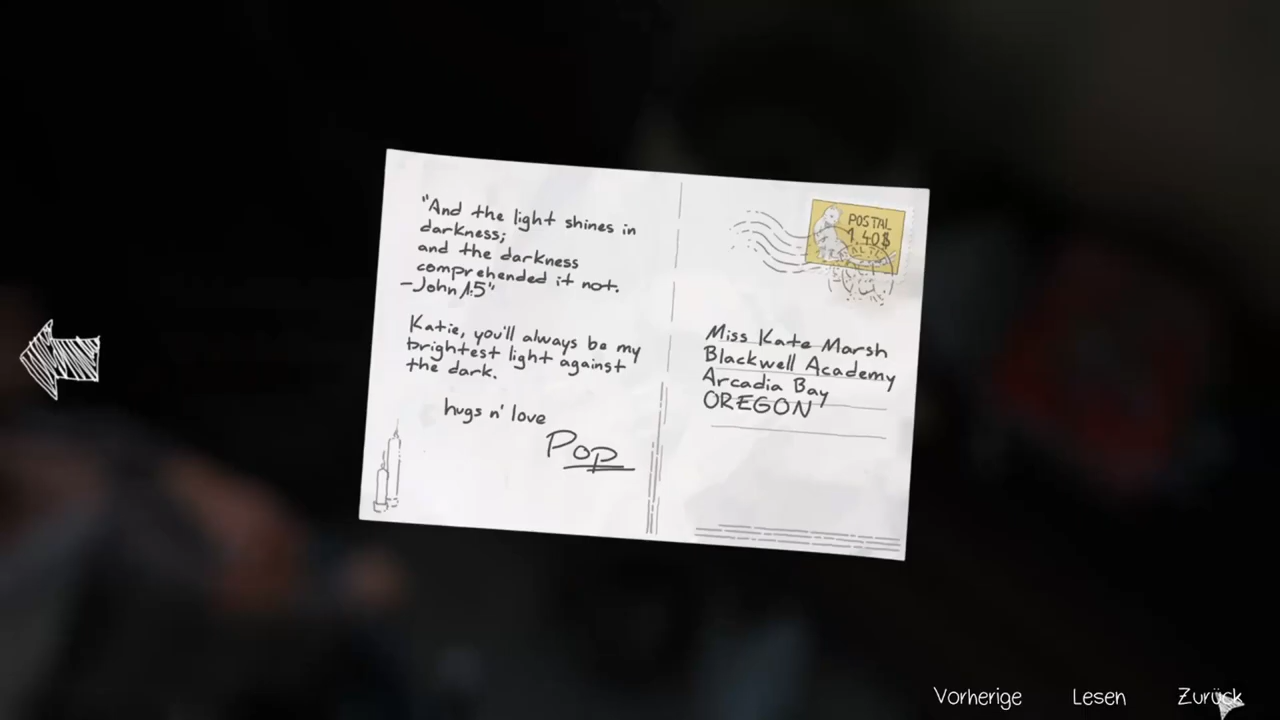 "And the light shines in
darkness;
and the darkness
comprehended it not.
-John 1:5"
Katie, you'll always be my
brightest light against
the dark.
hugs n' love
Pop
POSTAL
1.40$
Miss Kate Marsh
Blackwell Academy
Arcadia Bay
OREGON
Vorherige
Lesen
Zurück